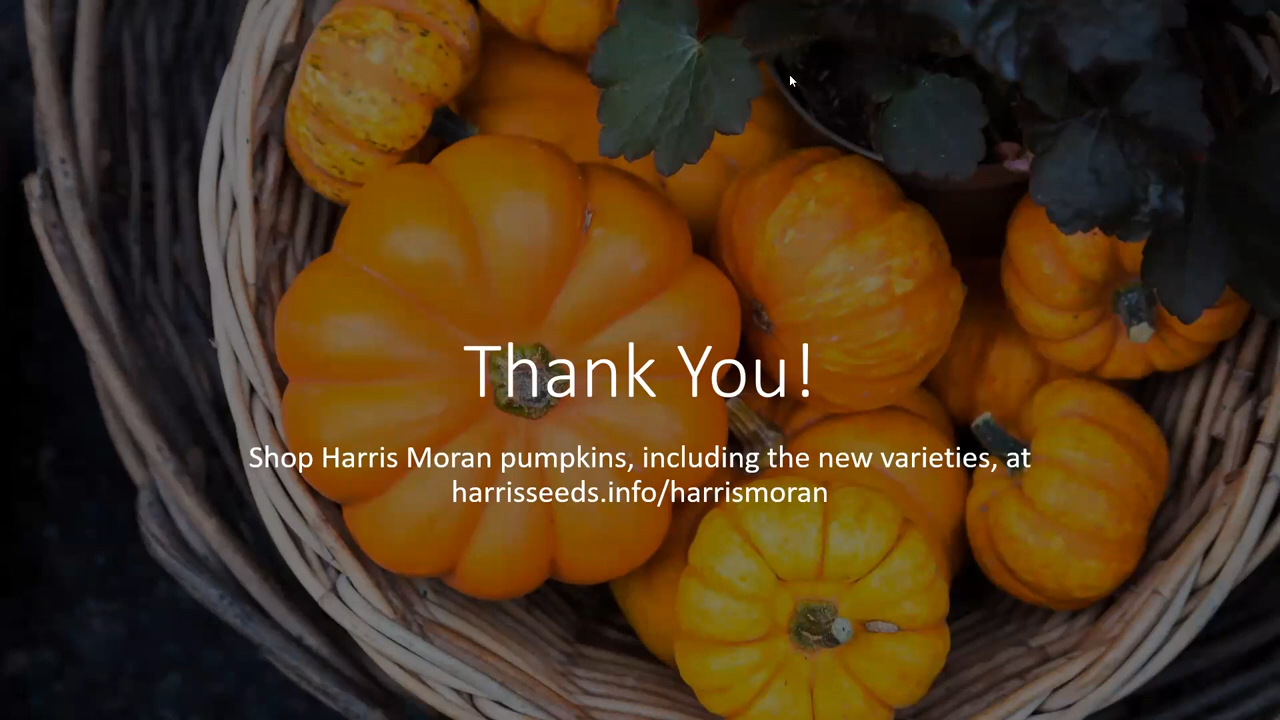 Thank You!
Shop Harris Moran pumpkins, including the new varieties, at
harrisseeds.info/harrismoran